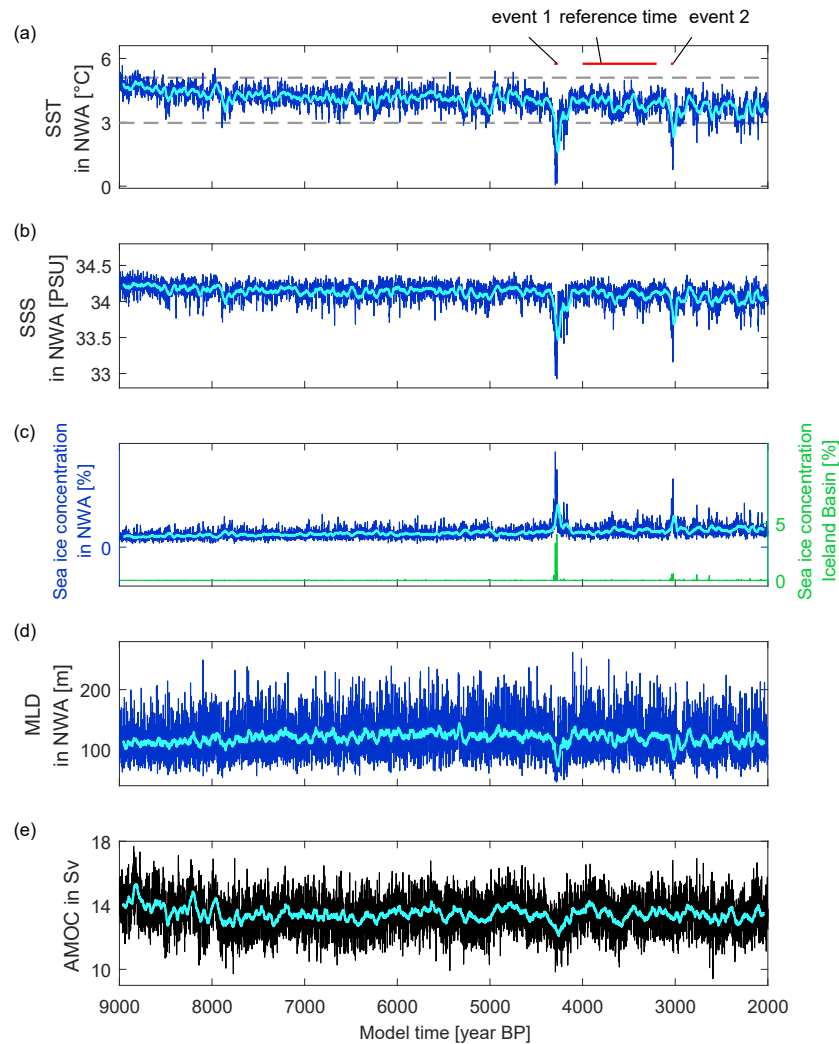 event 1 reference time event 2
(a)
6
3
0
SST
in NWA [°C]
(b)
34.5
34
33.5
33
SSS
in NWA [PSU]
(c)
Sea ice concentration
in NWA [%]
0
5
0
Sea ice concentration
Iceland Basin [%]
(d)
200
100
MLD
in NWA [m]
(e)
18
14
10
AMOC in Sv
9000 8000 7000 6000 5000 4000 3000 2000
Model time [year BP]